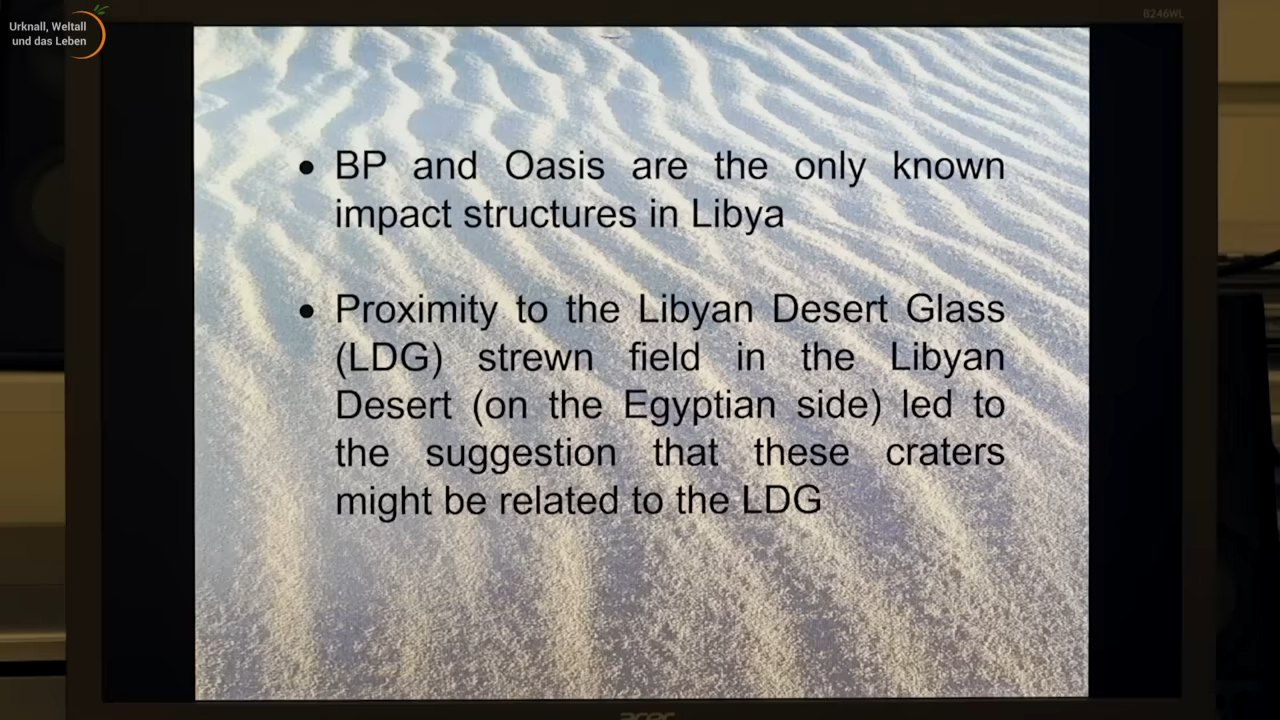 Urknall, Weltall
und das Leben
B246WL
• BP and Oasis are the only known
impact structures in Libya
• Proximity to the Libyan Desert Glass
(LDG) strewn field in the Libyan
Desert (on the Egyptian side) led to
the suggestion that these craters
might be related to the LDG
acer